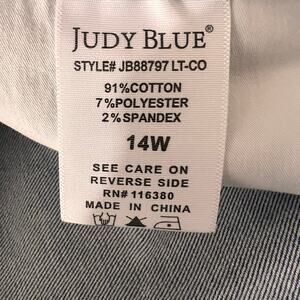 JUDY BLUE®
STYLE# JB88797 LT-CO
91%COTTON
7%POLYESTER
2%SPANDEX
14W
SEE CARE ON
REVERSE SIDE
RN# 116380
MADE IN CHINA